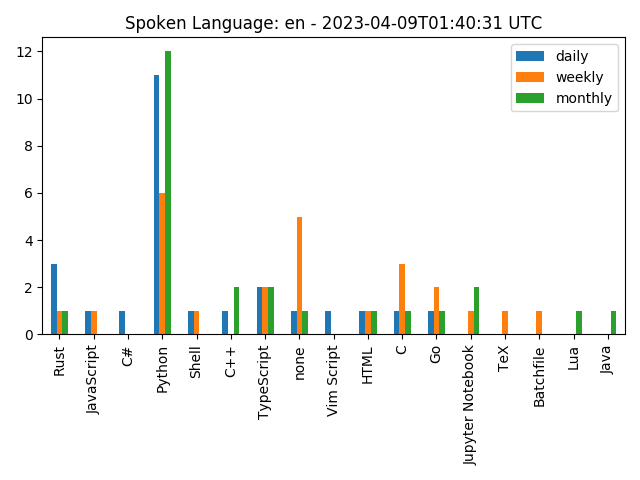 Spoken Language: en - 2023-04-09T01:40:31 UTC
daily
weekly
monthly
12
10
8
6
4
2
0
Rust
JavaScript
C#
Python
Shell
C++
TypeScript
none
Vim Script
HTML
C
Go
Jupyter Notebook
TeX
Batchfile
Lua
Java